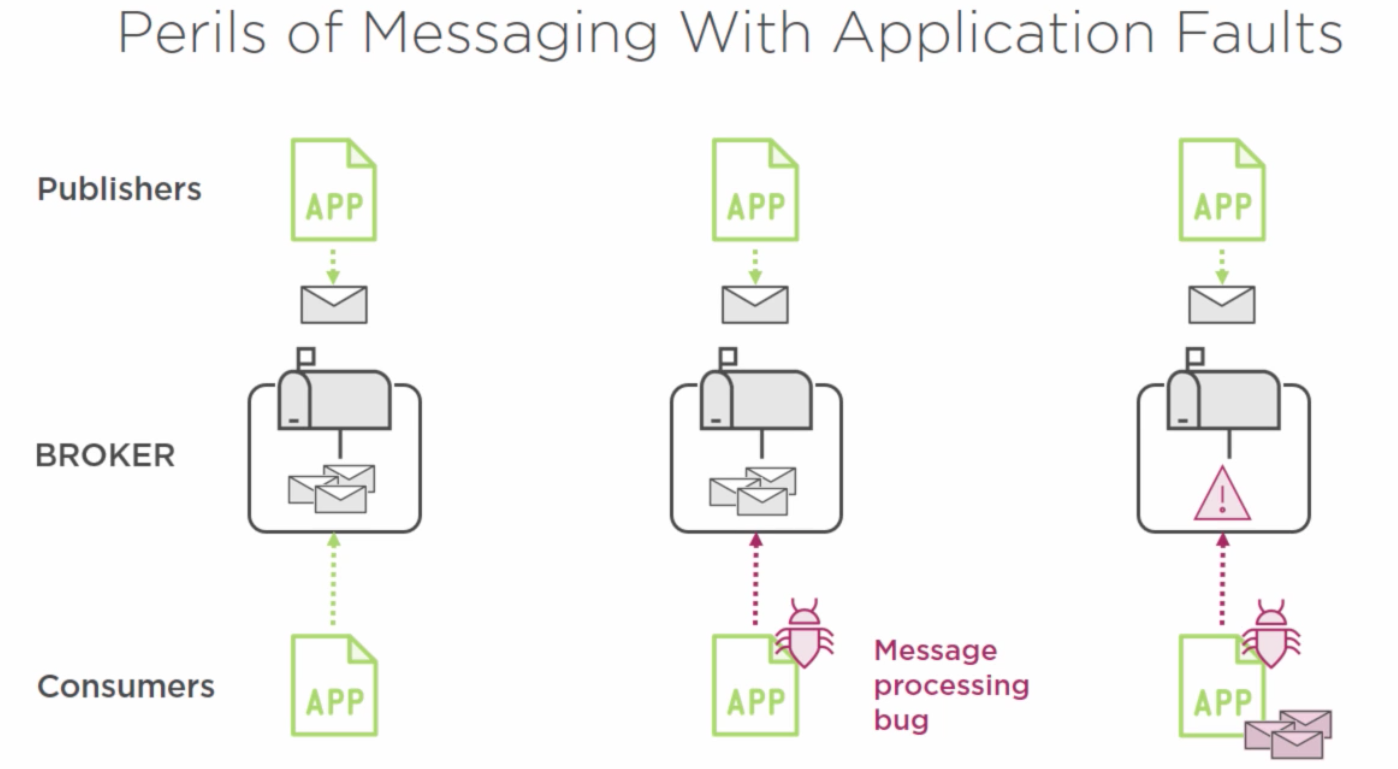 Perils of Messaging With Application Faults
Publishers
APP
APP
APP
BROKER
Consumers
APP
APP
Message
processing
bug
APP